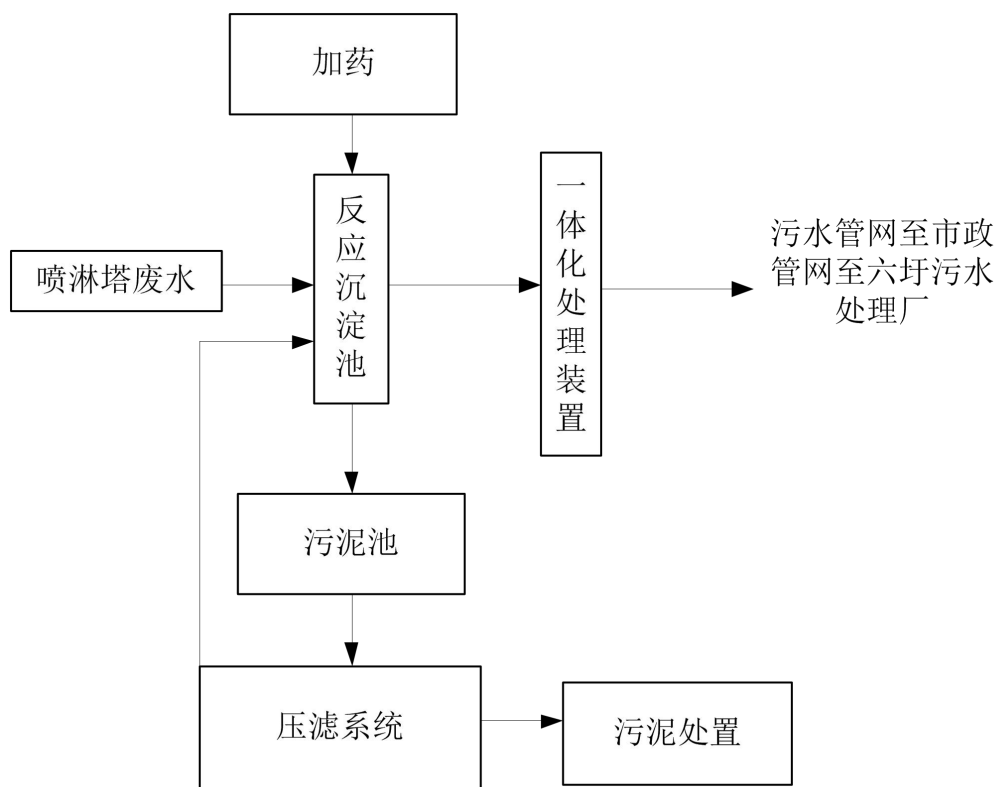 加药
反应沉淀池
一体化处理装置
喷淋塔废水
污水管网至市政
管网至六圩污水
处理厂
污泥池
压滤系统
污泥处置